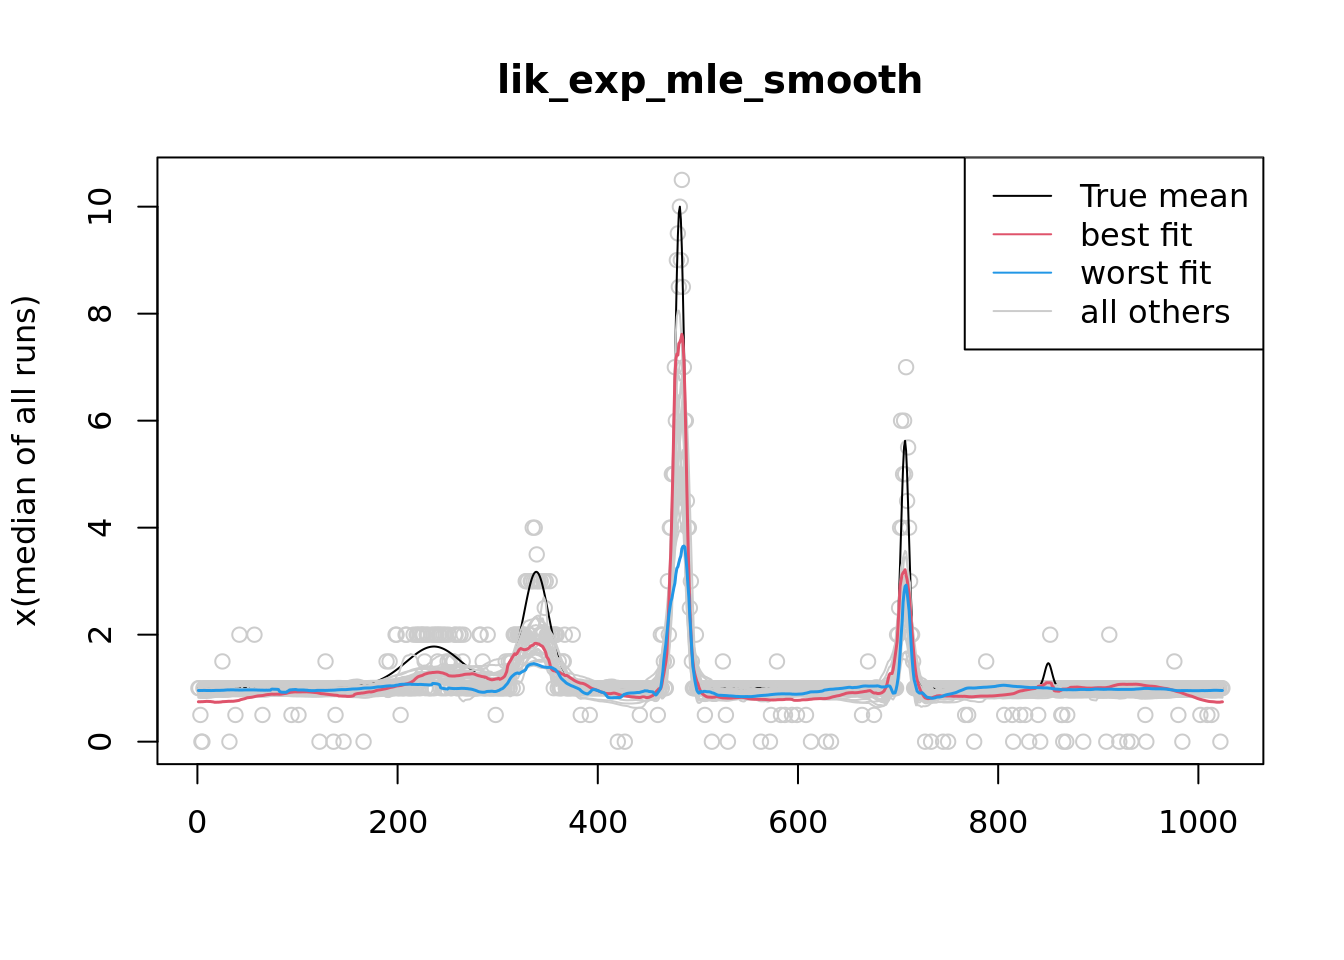 lik_exp_mle_smooth
x(median of all runs)
10
8
6
4
2
0
True mean
best fit
worst fit
all others
0 200 400 600 800 1000